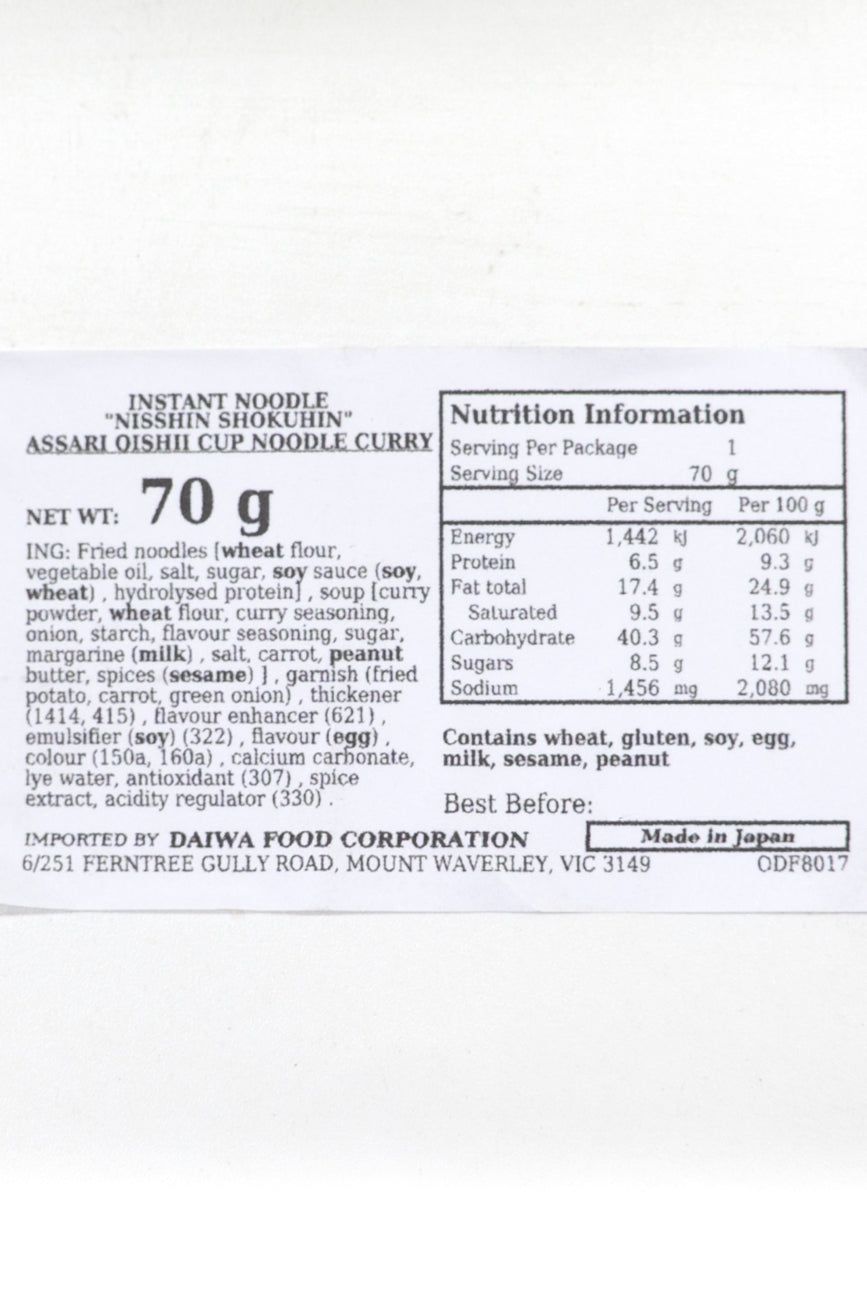 INSTANT NOODLE
"NISSHIN SHOKUHIN"
ASSARI OISHII CUP NOODLE CURRY
NET WT: 70 g
ING: Fried noodles [wheat flour,
vegetable oil, salt, sugar, soy sauce (soy,
wheat) , hydrolysed protein] , soup [curry
powder, wheat flour, curry seasoning,
onion, starch, flavour seasoning, sugar,
margarine (milk) , salt, carrot, peanut
butter, spices (sesame) ] , garnish (fried
potato, carrot, green onion) , thickener
(1414, 415) , flavour enhancer (621) ,
emulsifier (soy) (322) , flavour (egg) ,
colour (150a, 160a) , calcium carbonate,
lye water, antioxidant (307) , spice
extract, acidity regulator (330) .
Nutrition Information
Serving Per Package 1
Serving Size 70 g
Per Serving Per 100 g
Energy 1,442 kJ 2,060 kJ
Protein 6.5 g 9.3 g
Fat total 17.4 g 24.9 g
Saturated 9.5 g 13.5 g
Carbohydrate 40.3 g 57.6 g
Sugars 8.5 g 12.1 g
Sodium 1,456 mg 2,080 mg
Contains wheat, gluten, soy, egg,
milk, sesame, peanut
Best Before:
IMPORTED BY DAIWA FOOD CORPORATION
Made in Japan
6/251 FERNTREE GULLY ROAD, MOUNT WAVERLEY, VIC 3149
ODF8017